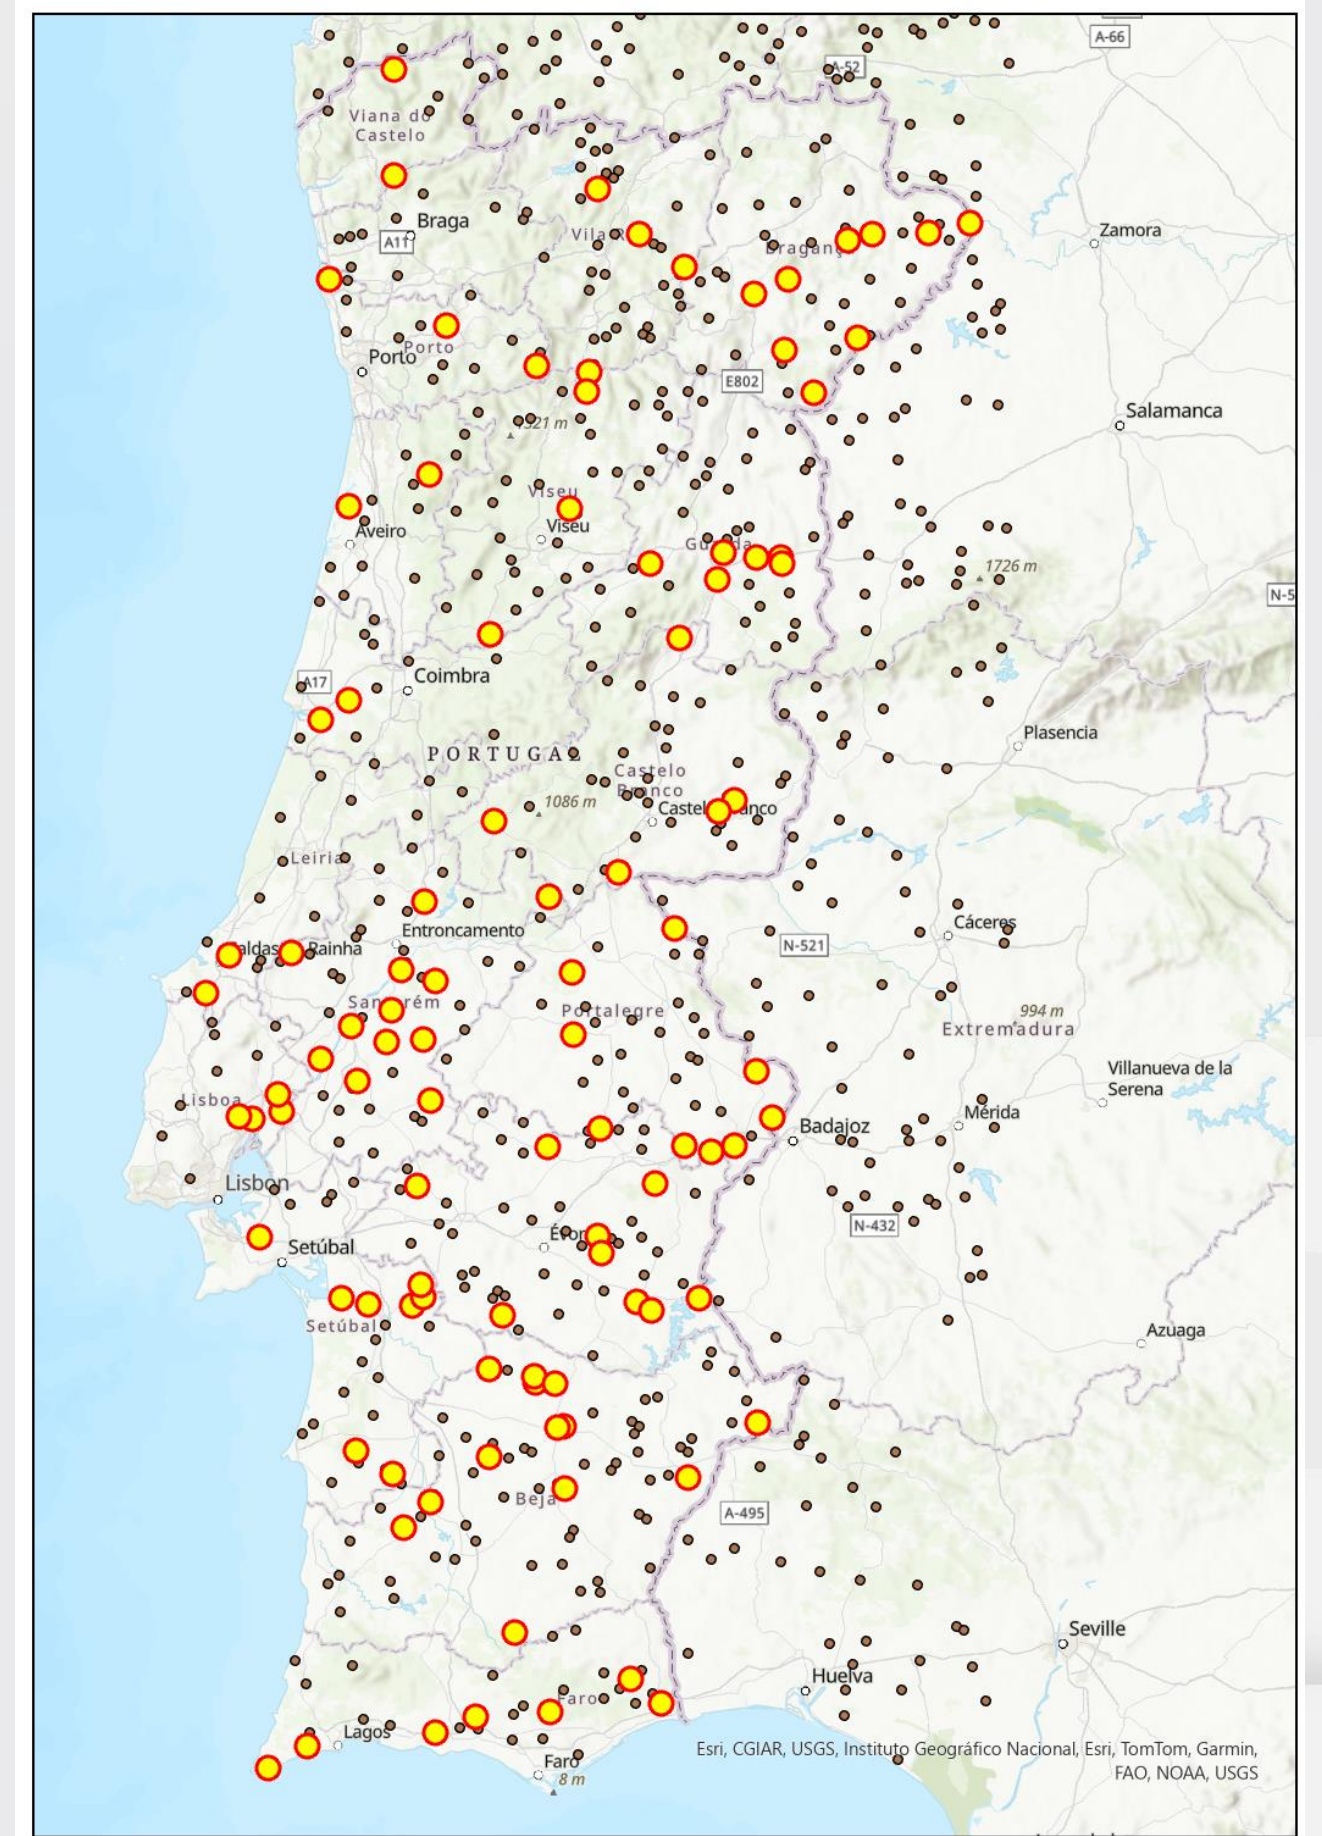 A-66
A-52
Viana do
Castelo
Braga
A11
Zamora
Porto
Porto
E802
Salamanca
Viseu
Viseu
Aveiro
1726 m
A17
Coimbra
Plasencia
PORTUGAL
Castelo
Branco
1086 m
Leiria
Cáceres
Entroncamento
Rainha
N-521
994 m
Portalegre
Extremadura
Villanueva de la
Serena
Lisboa
Mérida
Badajoz
Lisbon
N-432
Setúbal
Setúbal
Azuaga
A-495
Beja
Seville
Huelva
Faro
Lagos
Esri, CGIAR, USGS, Instituto Geográfico Nacional, Esri, TomTom, Garmin,
FAO, NOAA, USGS
Faro
8 m